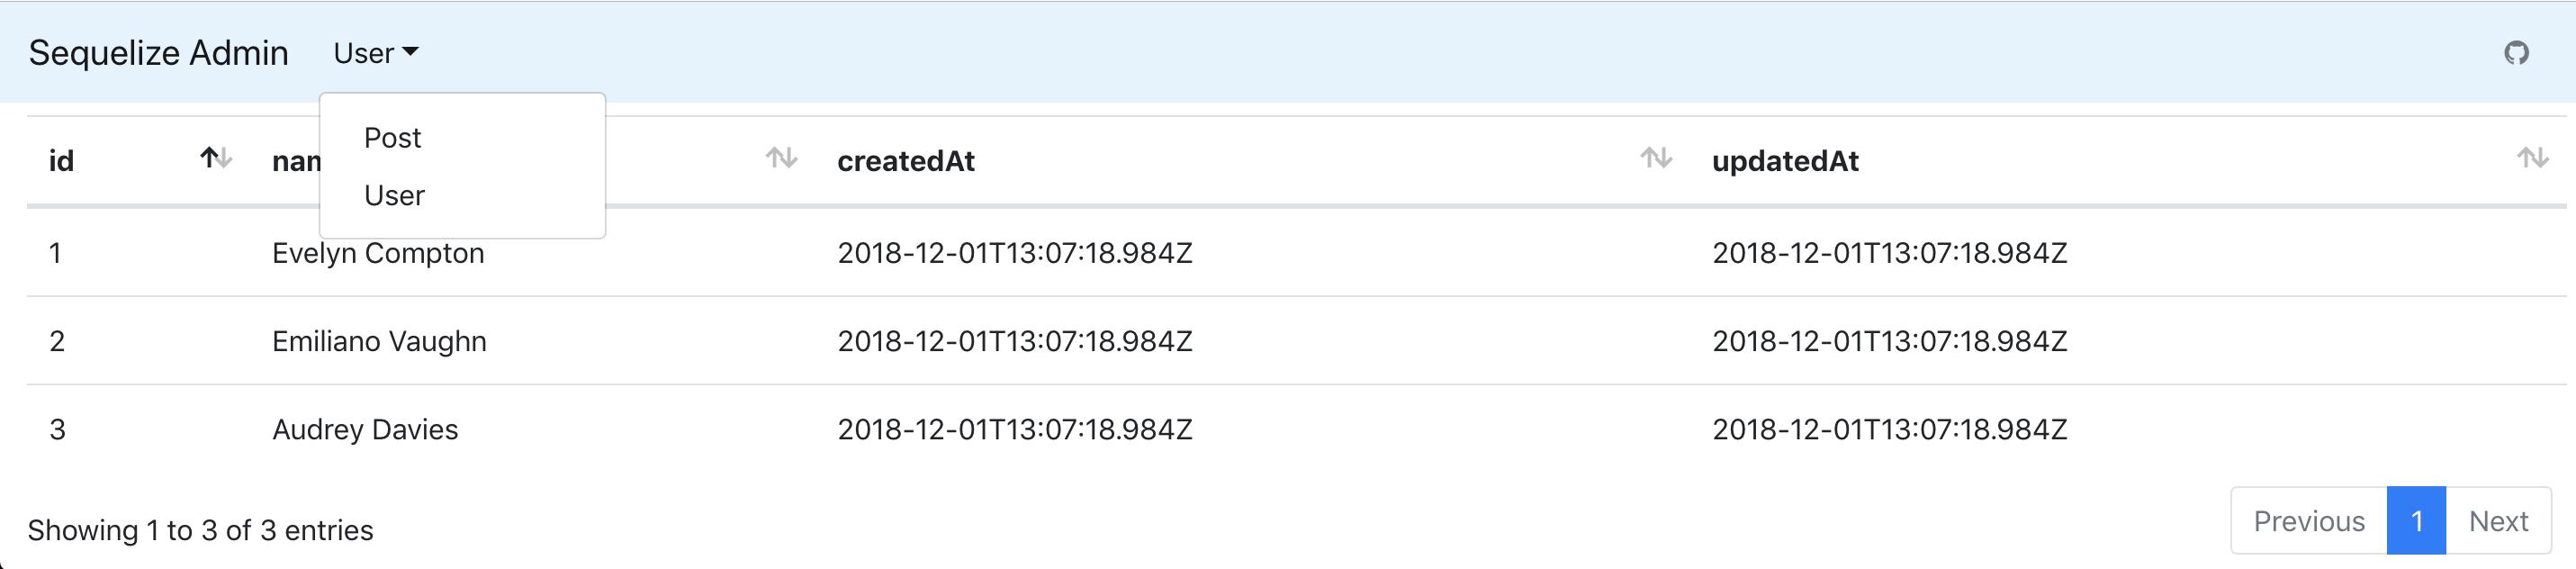 Sequelize Admin User
Post
User
id createdAt updatedAt
1 Evelyn Compton 2018-12-01T13:07:18.984Z 2018-12-01T13:07:18.984Z
2 Emiliano Vaughn 2018-12-01T13:07:18.984Z 2018-12-01T13:07:18.984Z
3 Audrey Davies 2018-12-01T13:07:18.984Z 2018-12-01T13:07:18.984Z
Showing 1 to 3 of 3 entries
Previous 1 Next